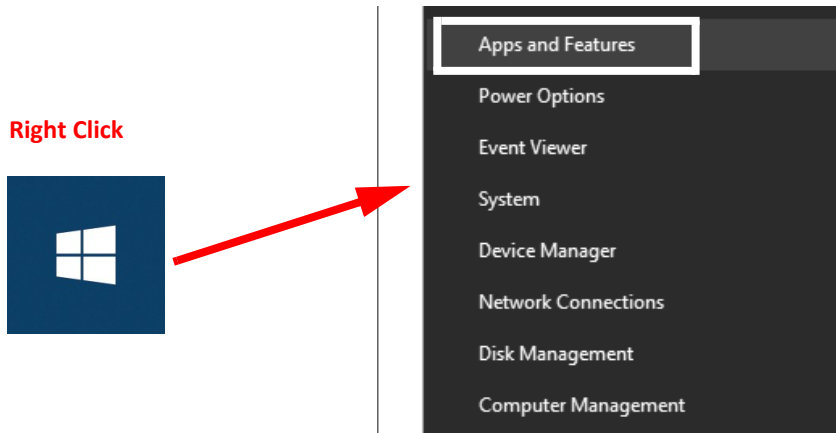 Right Click
Apps and Features
Power Options
Event Viewer
System
Device Manager
Network Connections
Disk Management
Computer Management